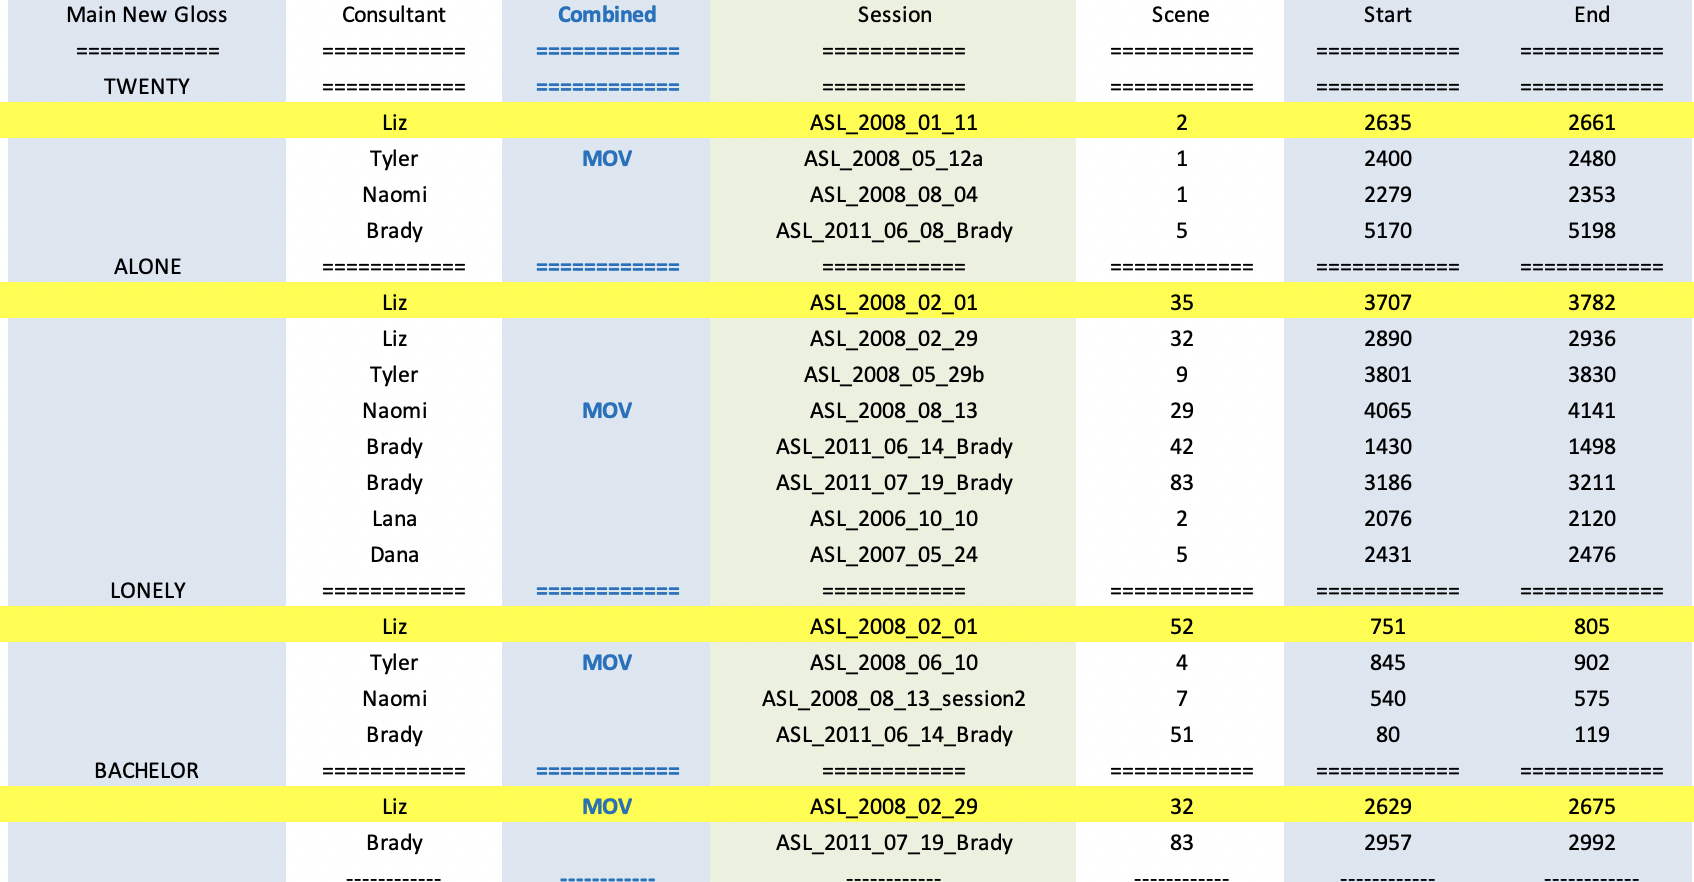 Main New Gloss Consultant Combined Session Scene Start End
============ ============ ============ ============ ============ ============ ============
TWENTY ============ ============ ============ ============ ============ ============
Liz ASL_2008_01_11 2 2635 2661
Tyler MOV ASL_2008_05_12a 1 2400 2480
Naomi ASL_2008_08_04 1 2279 2353
Brady ASL_2011_06_08_Brady 5 5170 5198
ALONE ============ ============ ============ ============ ============ ============
Liz ASL_2008_02_01 35 3707 3782
Liz ASL_2008_02_29 32 2890 2936
Tyler ASL_2008_05_29b 9 3801 3830
Naomi MOV ASL_2008_08_13 29 4065 4141
Brady ASL_2011_06_14_Brady 42 1430 1498
Brady ASL_2011_07_19_Brady 83 3186 3211
Lana ASL_2006_10_10 2 2076 2120
Dana ASL_2007_05_24 5 2431 2476
LONELY ============ ============ ============ ============ ============ ============
Liz ASL_2008_02_01 52 751 805
Tyler MOV ASL_2008_06_10 4 845 902
Naomi ASL_2008_08_13_session2 7 540 575
Brady ASL_2011_06_14_Brady 51 80 119
BACHELOR ============ ============ ============ ============ ============ ============
Liz MOV ASL_2008_02_29 32 2629 2675
Brady ASL_2011_07_19_Brady 83 2957 2992
------------ ------------ ------------ ------------ ------------ ------------